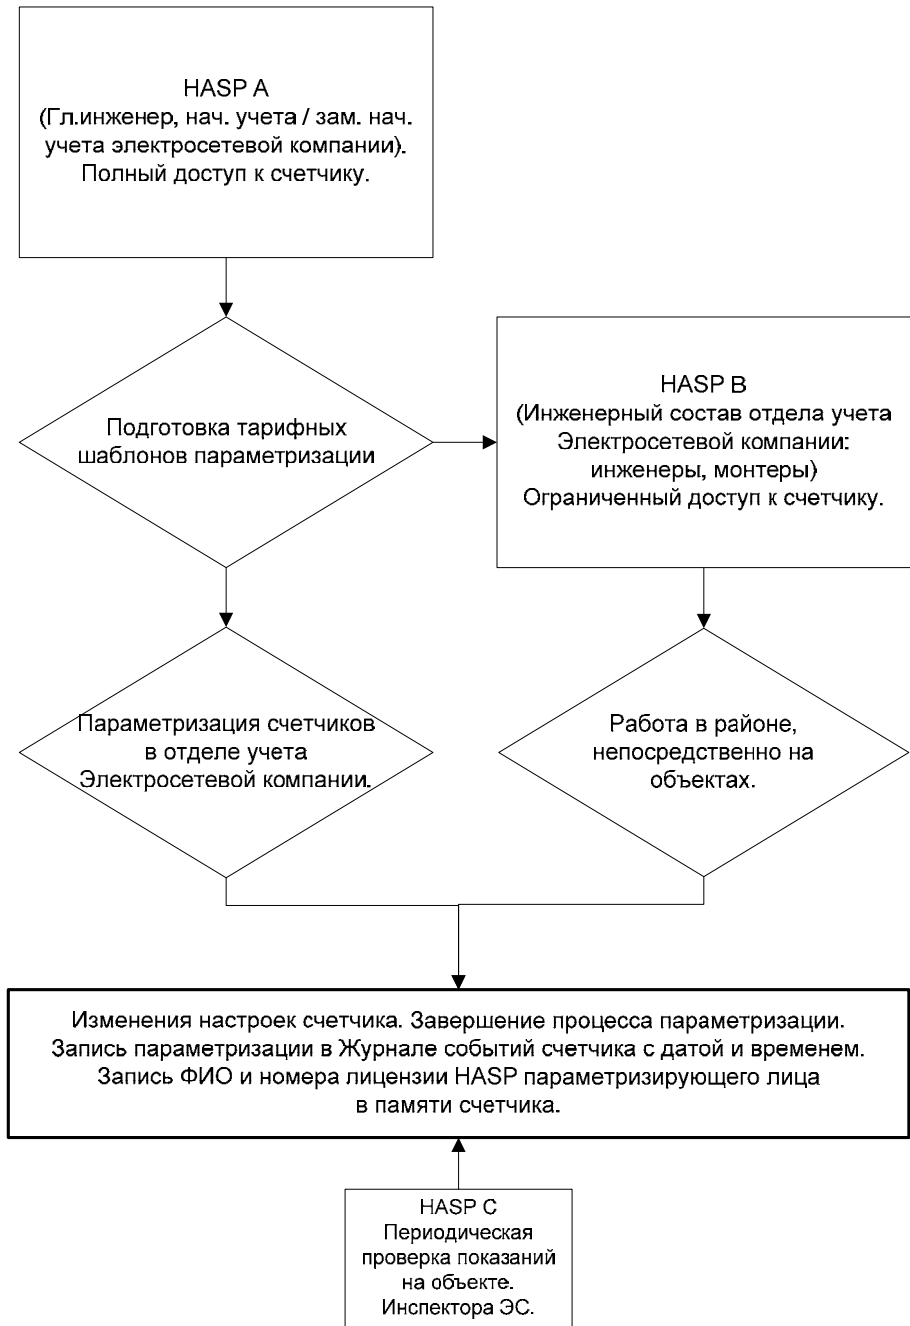 HASP A
(Гл.инженер, нач. учета / зам. нач.
учета электросетевой компании).
Полный доступ к счетчику.
Подготовка тарифных
шаблонов параметризации
HASP B
(Инженерный состав отдела учета
Электросетевой компании:
инженеры, монтеры)
Ограниченный доступ к счетчику.
Параметризация счетчиков
в отделе учета
Электросетевой компании.
Работа в районе,
непосредственно на
объектах.
Изменения настроек счетчика. Завершение процесса параметризации.
Запись параметризации в Журнале событий счетчика с датой и временем.
Запись ФИО и номера лицензии HASP параметризирующего лица
в памяти счетчика.
HASP C
Периодическая
проверка показаний
на объекте.
Инспектора ЭС.